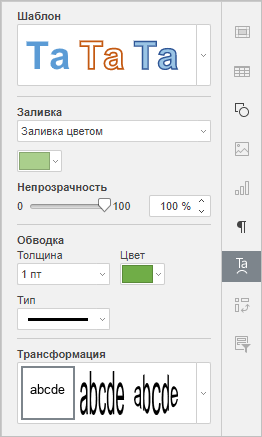 Шаблон
Ta Ta Ta
Заливка
Заливка цветом
Непрозрачность
0 100 100 %
Обводка
Толщина Цвет
1 пт
Тип
Трансформация
abcde abcde abcde
Ta